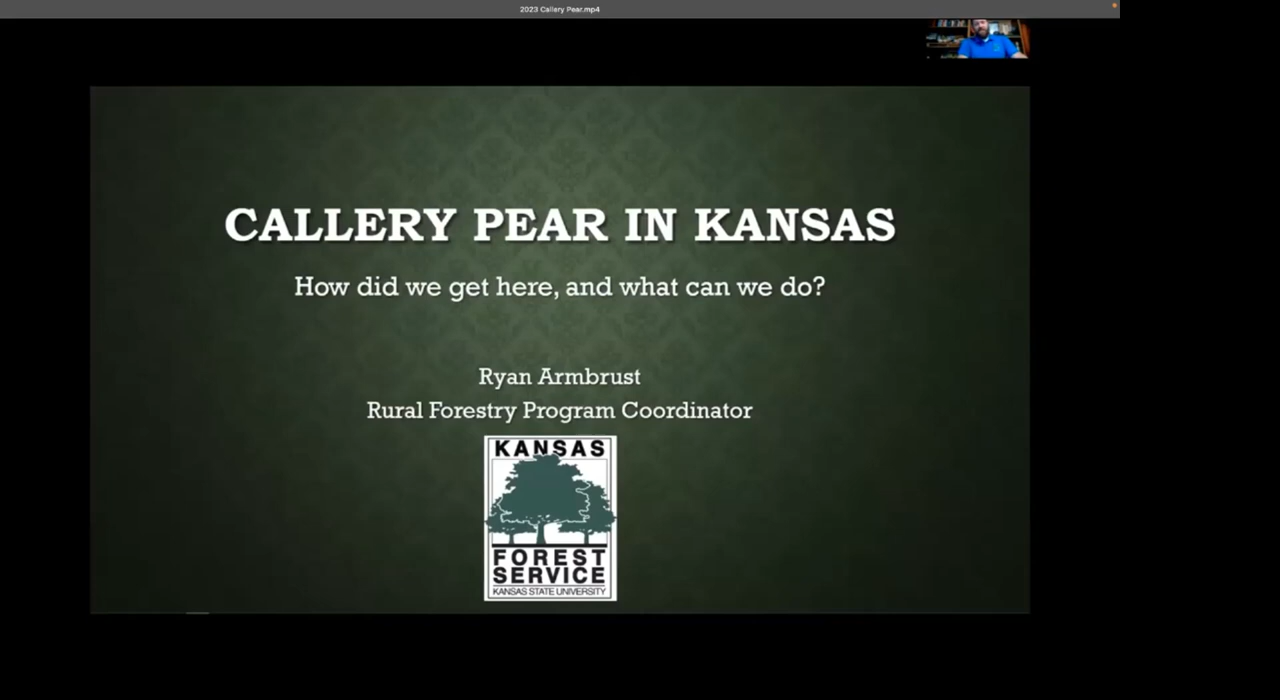 2023 Callery Pear.mp4
CALLERY PEAR IN KANSAS
How did we get here, and what can we do?
Ryan Armbrust
Rural Forestry Program Coordinator
KANSAS
FOREST
SERVICE
KANSAS STATE UNIVERSITY